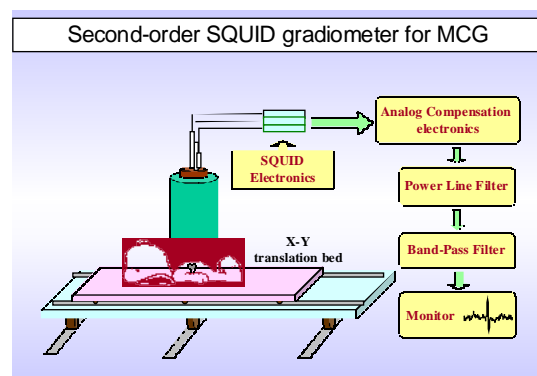 Second-order SQUID gradiometer for MCG
Analog Compensation
electronics
SQUID
Electronics
Power Line Filter
X-Y
translation bed
Band-Pass Filter
Monitor